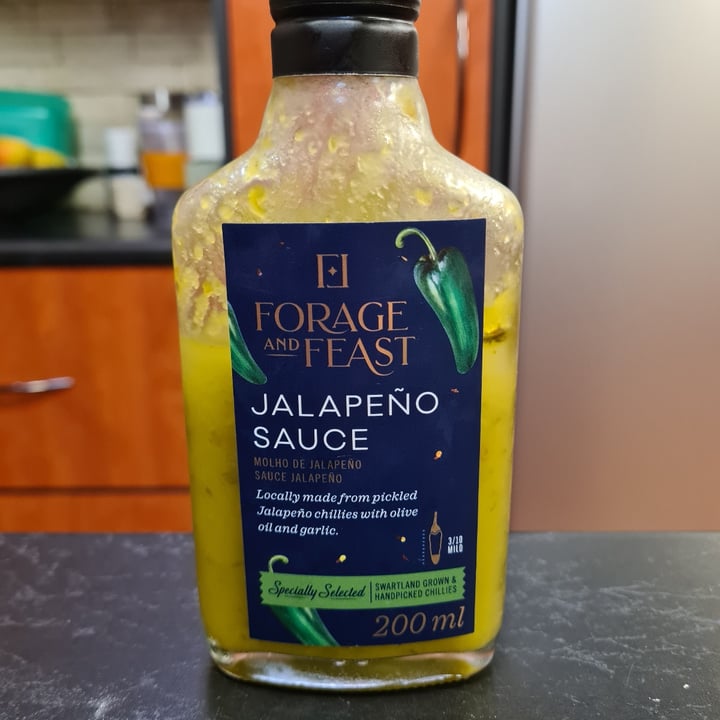 FORAGE
AND FEAST
JALAPEÑO
SAUCE
MOLHO DE JALAPEÑO
SAUCE JALAPEÑO
Locally made from pickled
Jalapeño chillies with olive
oil and garlic.
3/10
MILD
Specially Selected
SWARTLAND GROWN &
HANDPICKED CHILLIES
200 ml